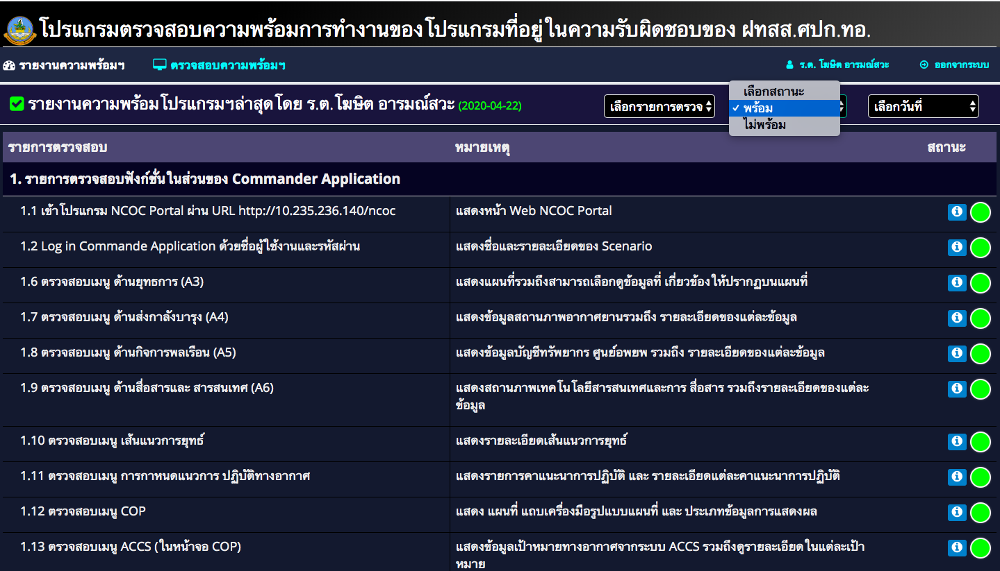 โปรแกรมตรวจสอบความพร้อมการทำงานของโปรแกรมที่อยู่ในความรับผิดชอบของ ฝทสส.ศปก.ทอ.
รายงานความพร้อมฯ ตรวจสอบความพร้อมฯ ร.ต. โฆษิต อารมณ์สวะ ออกจากระบบ
รายงานความพร้อมโปรแกรมฯล่าสุดโดย ร.ต.โฆษิต อารมณ์สวะ (2020-04-22) เลือกรายการตรวจ เลือกวันที่
เลือกสถานะ
พร้อม
ไม่พร้อม
รายการตรวจสอบ หมายเหตุ สถานะ
1. รายการตรวจสอบฟังก์ชั่นในส่วนของ Commander Application
1.1 เข้าโปรแกรม NCOC Portal ผ่าน URL http://10.235.236.140/ncoc แสดงหน้า Web NCOC Portal
1.2 Log in Commande Application ด้วยชื่อผู้ใช้งานและรหัสผ่าน แสดงชื่อและรายละเอียดของ Scenario
1.6 ตรวจสอบเมนู ด้านยุทธการ (A3) แสดงแผนที่รวมถึงสามารถเลือกดูข้อมูลที่ เกี่ยวข้องให้ปรากฏบนแผนที่
1.7 ตรวจสอบเมนู ด้านส่งกาลังบารุง (A4) แสดงข้อมูลสถานภาพอากาศยานรวมถึง รายละเอียดของแต่ละข้อมูล
1.8 ตรวจสอบเมนู ด้านกิจการพลเรือน (A5) แสดงข้อมูลบัญชีทรัพยากร ศูนย์อพยพ รวมถึง รายละเอียดของแต่ละข้อมูล
1.9 ตรวจสอบเมนู ด้านสื่อสารและ สารสนเทศ (A6) แสดงสถานภาพเทคโนโลยีสารสนเทศและการ สื่อสาร รวมถึงรายละเอียดของแต่ละ
ข้อมูล
1.10 ตรวจสอบเมนู เส้นแนวการยุทธ์ แสดงรายละเอียดเส้นแนวการยุทธ์
1.11 ตรวจสอบเมนู การกาหนดแนวการ ปฏิบัติทางอากาศ แสดงรายการคาแนะนาการปฏิบัติ และ รายละเอียดแต่ละคาแนะนาการปฏิบัติ
1.12 ตรวจสอบเมนู COP แสดง แผนที่ แถบเครื่องมือรูปแบบแผนที่ และ ประเภทข้อมูลการแสดงผล
1.13 ตรวจสอบเมนู ACCS (ในหน้าจอ COP) แสดงข้อมูลเป้าหมายทางอากาศจากระบบ ACCS รวมถึงดูรายละเอียดในแต่ละเป้า
หมาย